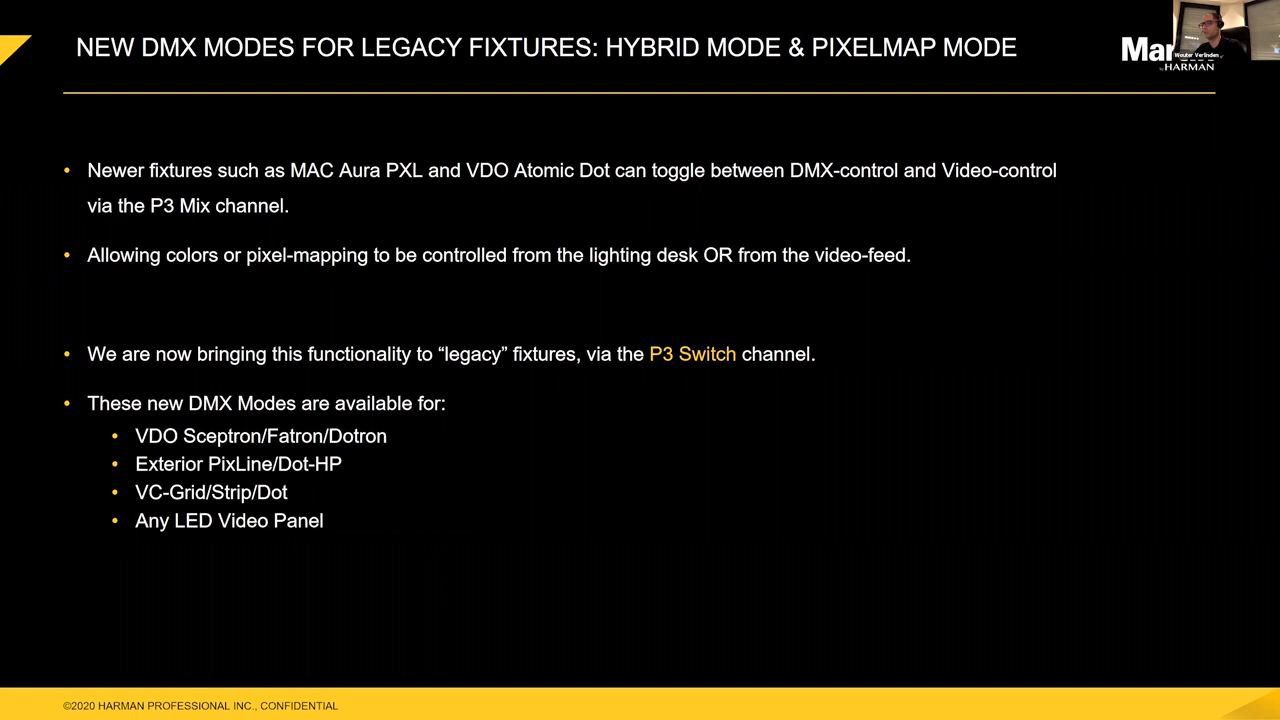 NEW DMX MODES FOR LEGACY FIXTURES: HYBRID MODE & PIXELMAP MODE
Mar
Wouter Verlinden
by HARMAN
• Newer fixtures such as MAC Aura PXL and VDO Atomic Dot can toggle between DMX-control and Video-control
via the P3 Mix channel.
• Allowing colors or pixel-mapping to be controlled from the lighting desk OR from the video-feed.
• We are now bringing this functionality to “legacy” fixtures, via the P3 Switch channel.
• These new DMX Modes are available for:
• VDO Sceptron/Fatron/Dotron
• Exterior PixLine/Dot-HP
• VC-Grid/Strip/Dot
• Any LED Video Panel
©2020 HARMAN PROFESSIONAL INC., CONFIDENTIAL